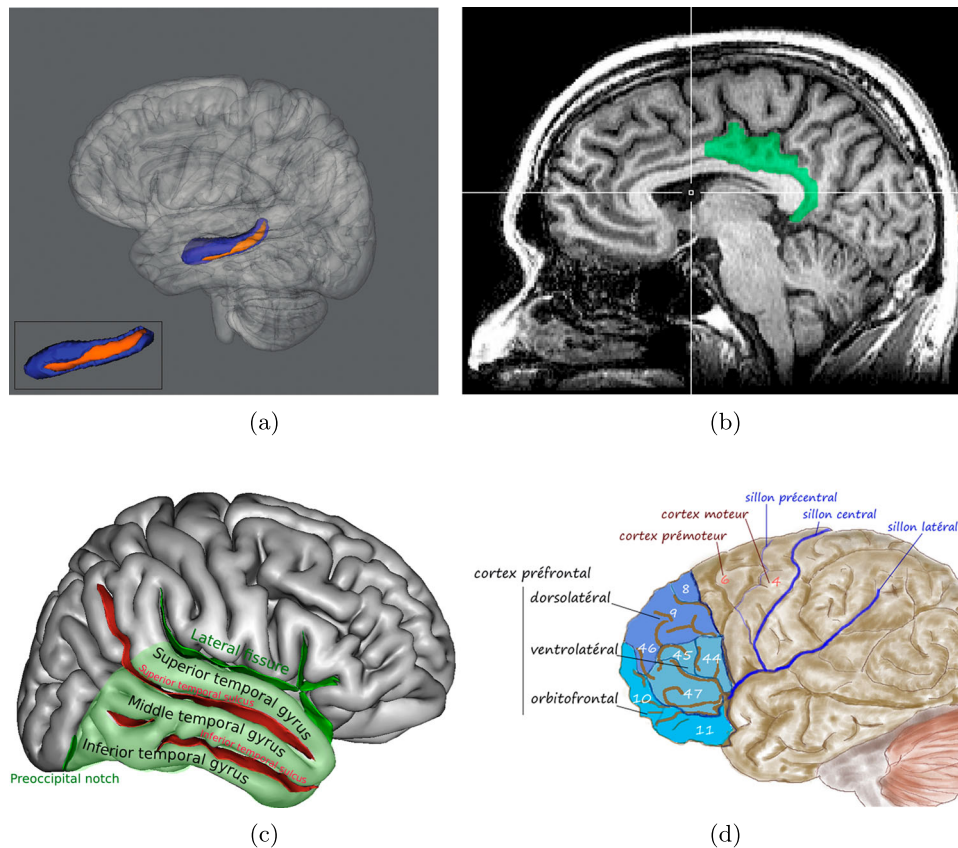 (a)
(b)
Lateral fissure
Superior temporal gyrus
Superior temporal sulcus
Middle temporal gyrus
Inferior temporal sulcus
Inferior temporal gyrus
Preoccipital notch
(c)
sillon précentral
sillon central
cortex moteur
sillon latéral
cortex prémoteur
cortex préfrontal
6
4
8
dorsolatéral
9
ventrolatéral
46
45
44
orbitofrontal
47
10
11
(d)